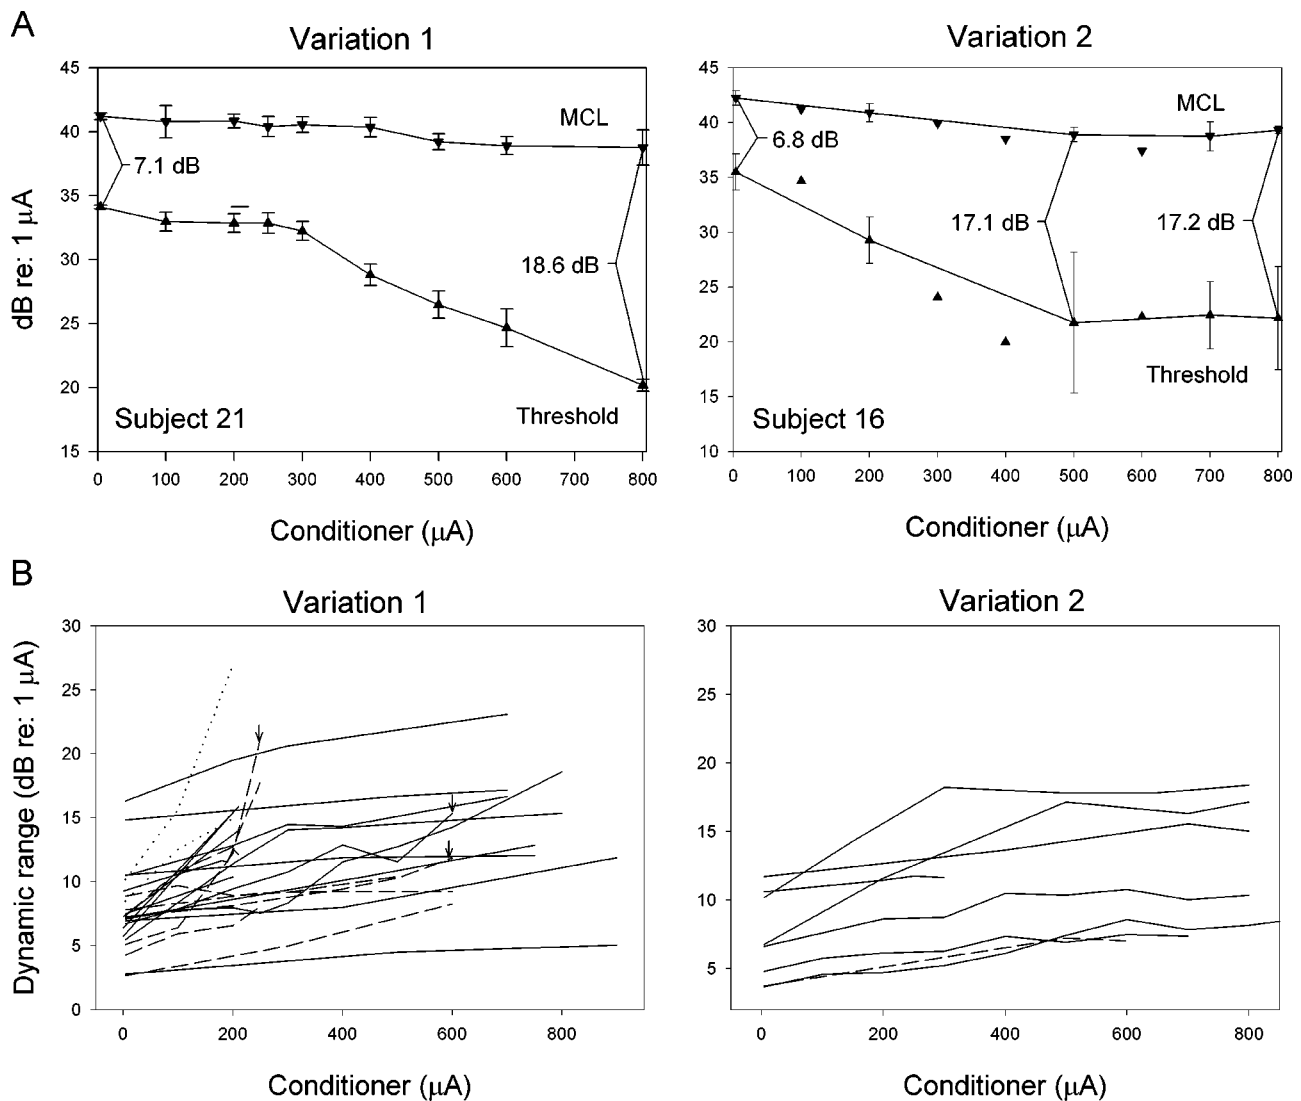 A
Variation 1
Variation 2
45
40
35
30
25
20
15
dB re: 1 μA
MCL
7.1 dB
18.6 dB
Subject 21
Threshold
0 100 200 300 400 500 600 700 800
Conditioner (μA)
45
40
35
30
25
20
15
10
MCL
6.8 dB
17.1 dB
17.2 dB
Threshold
Subject 16
0 100 200 300 400 500 600 700 800
Conditioner (μA)
B
Variation 1
Variation 2
30
25
20
15
10
5
0
Dynamic range (dB re: 1 μA)
0 200 400 600 800
Conditioner (μA)
30
25
20
15
10
5
0 200 400 600 800
Conditioner (μA)